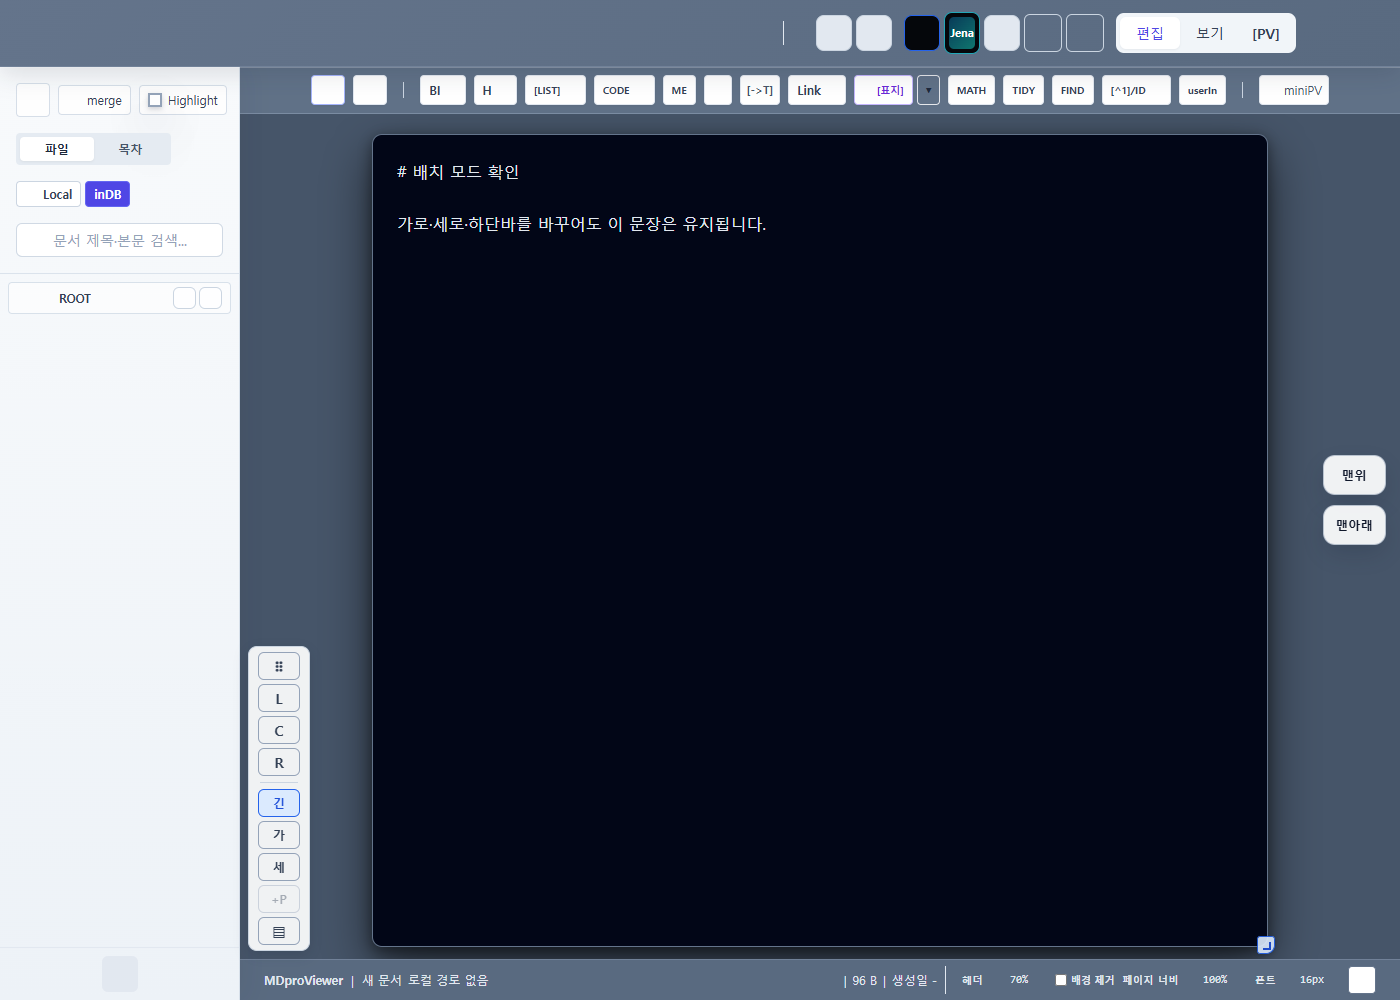 Jena 편집 보기 [PV]
merge Highlight
BI H [LIST] CODE ME [->T] Link [표지] ▼ MATH TIDY FIND [^1]/ID userIn miniPV
파일 목차
Local inDB
문서 제목·본문 검색...
ROOT
# 배치 모드 확인
가로·세로·하단바를 바꾸어도 이 문장은 유지됩니다.
맨위
맨아래
L
C
R
긴
가
세
+P
▤
MDproViewer | 새 문서 로컬 경로 없음 | 96 B | 생성일 - 헤더 70% 배경 제거 페이지 너비 100% 폰트 16px